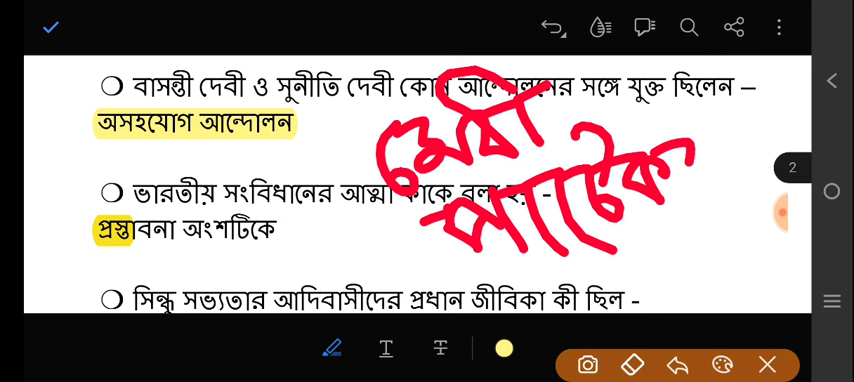 বাসন্তী দেবী ও সুনীতি দেবী কোন আন্দোলনের সঙ্গে যুক্ত ছিলেন –
অসহযোগ আন্দোলন
ভারতীয় সংবিধানের আত্মা কাকে বলা হয় -
প্রস্তাবনা অংশটিকে
সিন্ধু সভ্যতার আদিবাসীদের প্রধান জীবিকা কী ছিল -
2
T
T